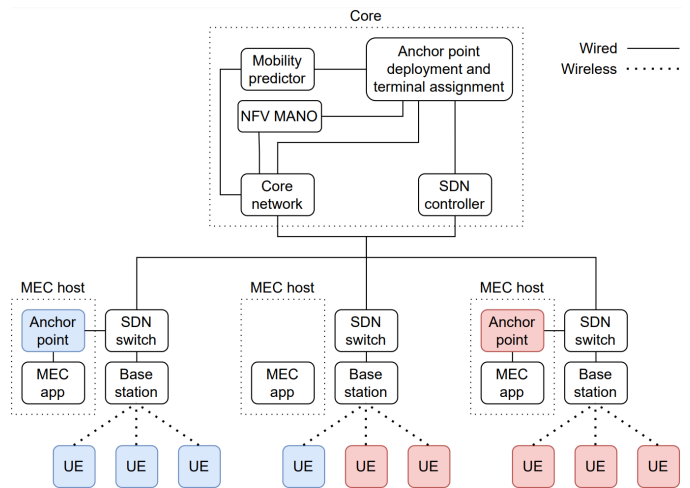 Core
Mobility
predictor
Anchor point
deployment and
terminal assignment
Wired
Wireless
NFV MANO
Core
network
SDN
controller
MEC host
MEC host
MEC host
Anchor
point
SDN
switch
SDN
switch
Anchor
point
SDN
switch
MEC
app
Base
station
MEC
app
Base
station
MEC
app
Base
station
UE
UE
UE
UE
UE
UE
UE
UE
UE